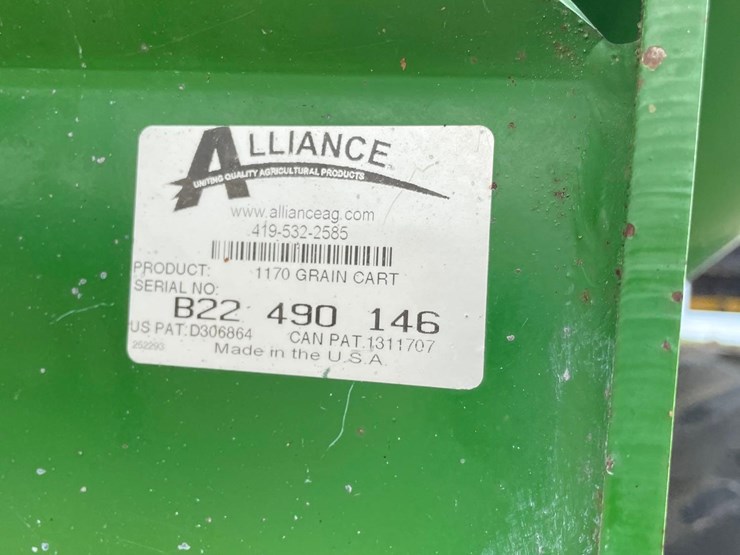 ALLIANCE
UNITING QUALITY AGRICULTURAL PRODUCTS
www.allianceag.com
419-532-2585
PRODUCT: 1170 GRAIN CART
SERIAL NO:
B22 490 146
US PAT:D306864 CAN PAT.1311707
252293 Made in the U.S.A.